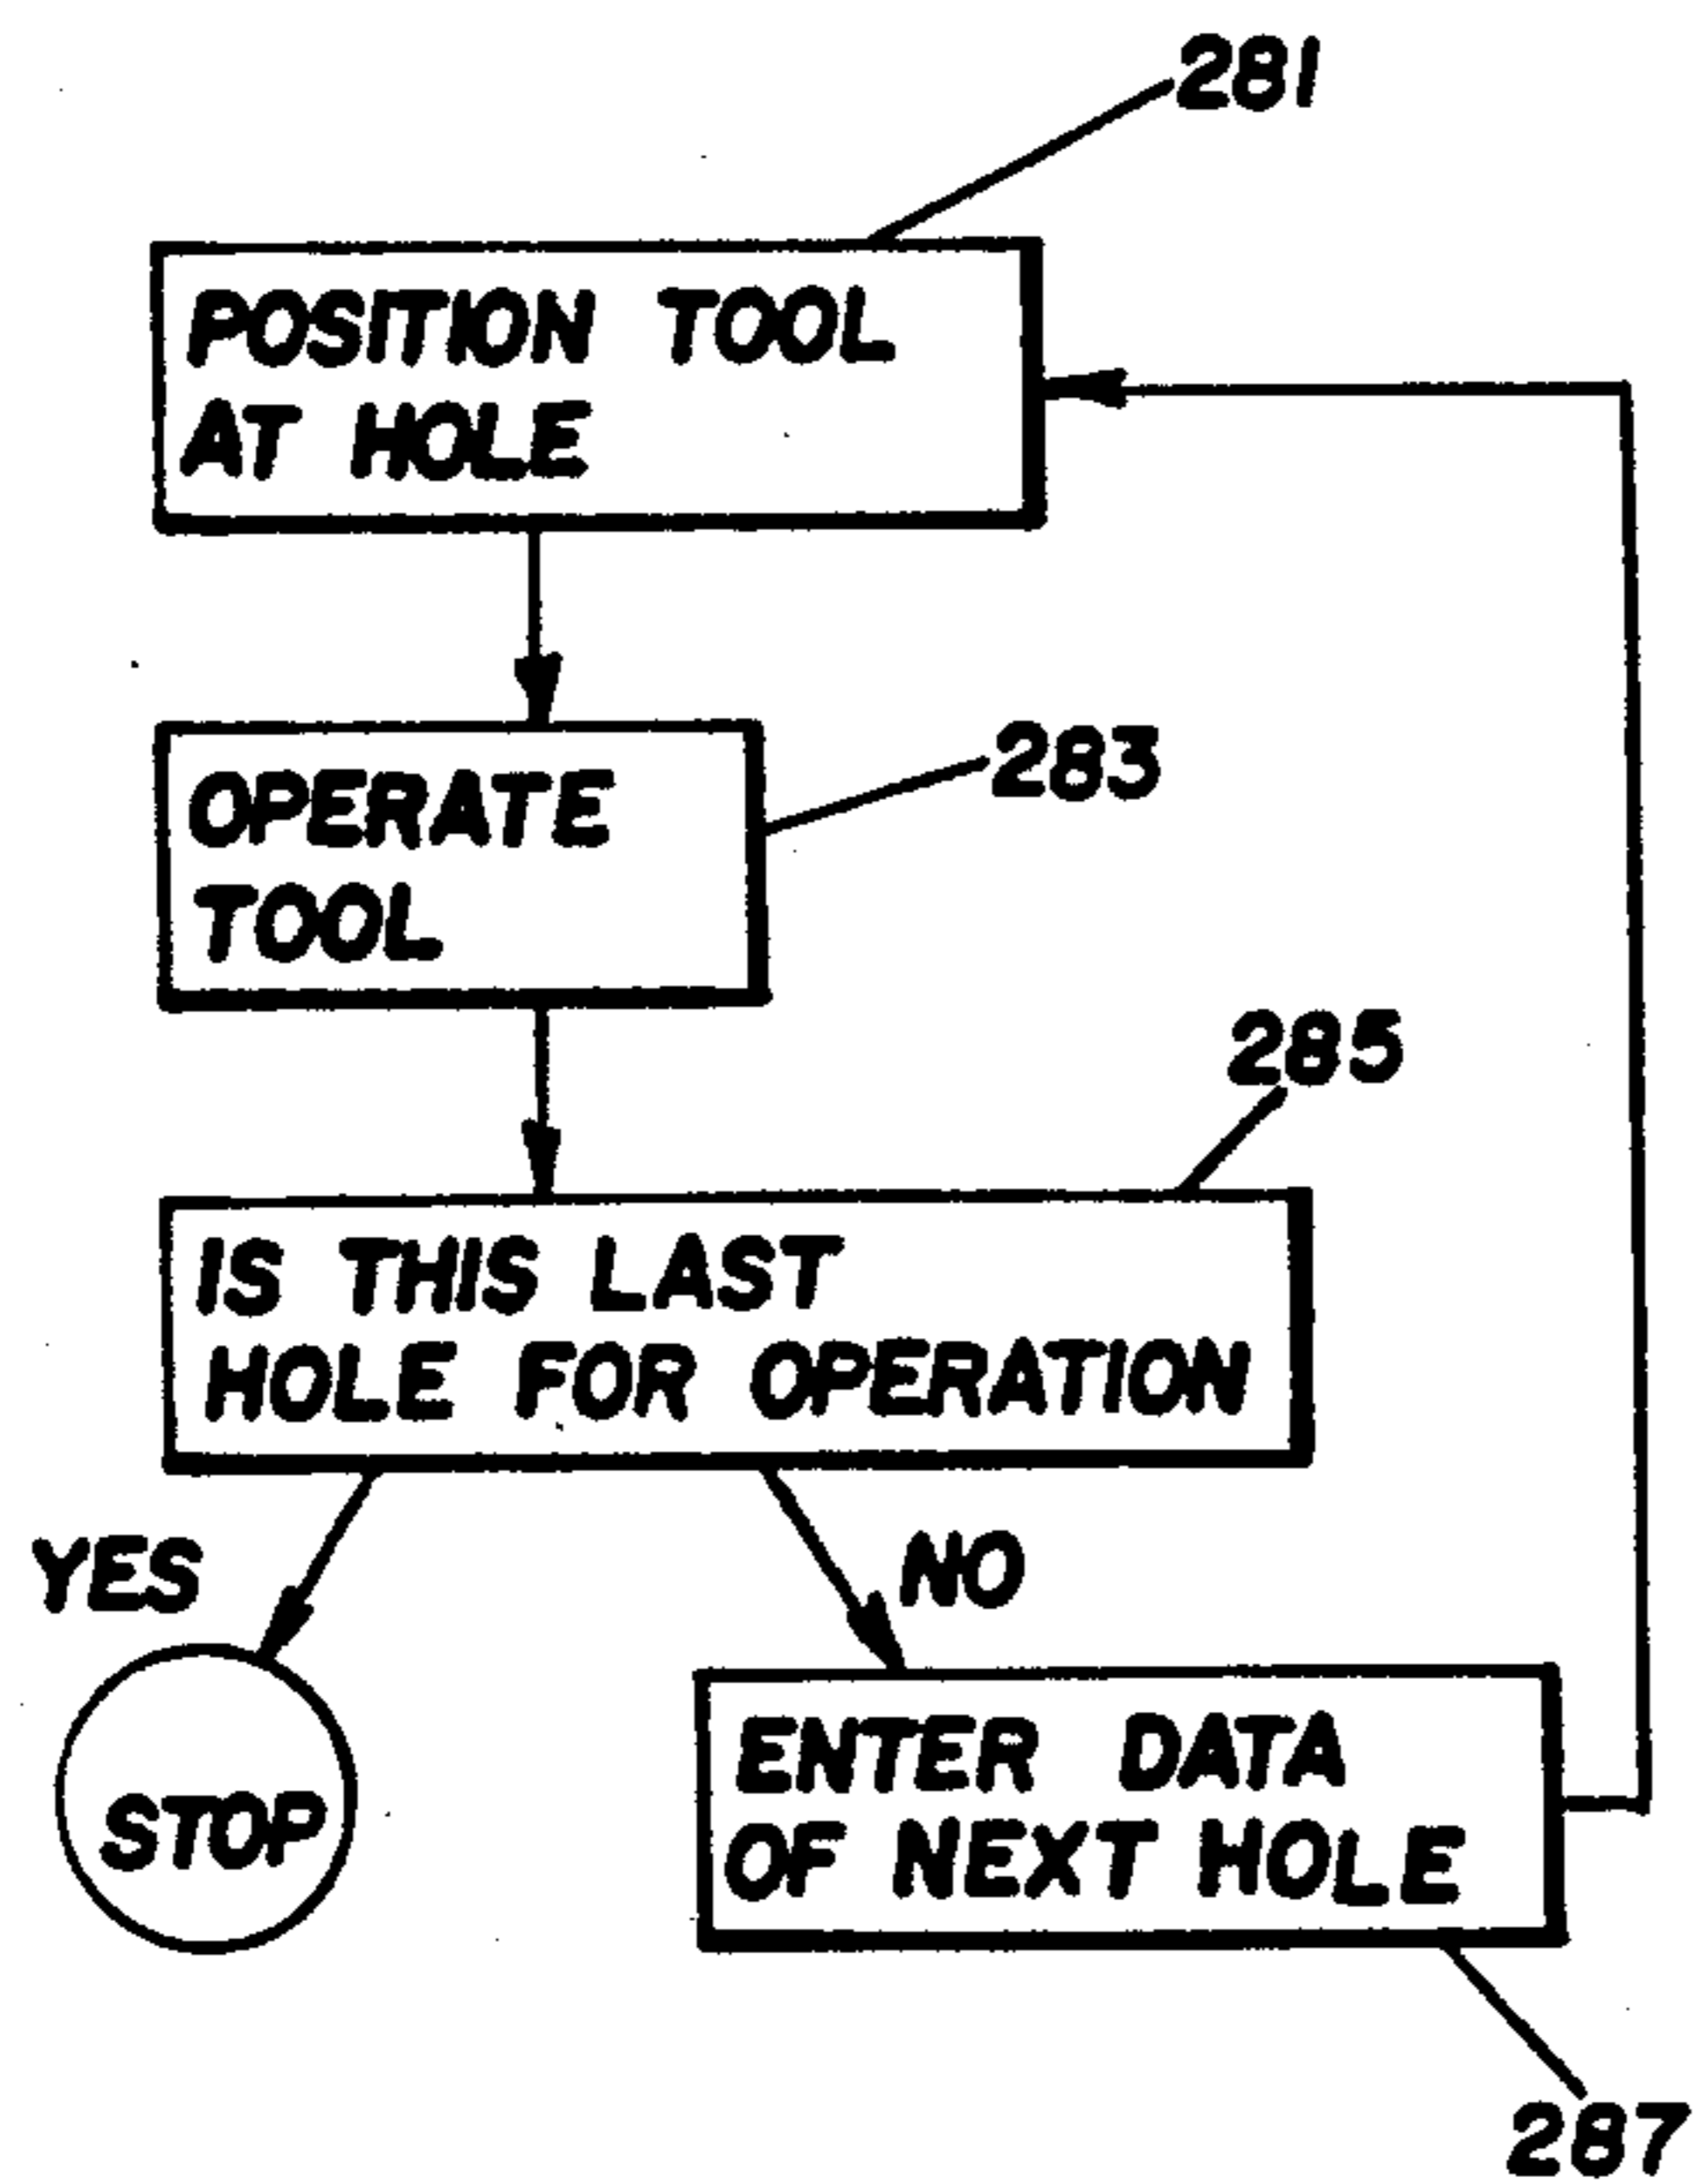 281
POSITION TOOL
AT HOLE
OPERATE
TOOL
283
285
IS THIS LAST
HOLE FOR OPERATION
YES
NO
STOP
ENTER DATA
OF NEXT HOLE
287